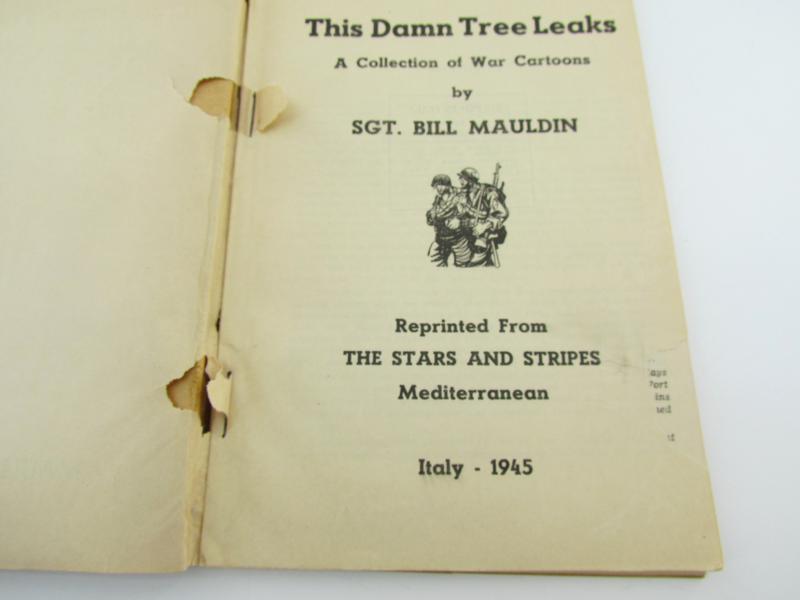 This Damn Tree Leaks
A Collection of War Cartoons
by
SGT. BILL MAULDIN
Reprinted From
THE STARS AND STRIPES
Mediterranean
Italy - 1945